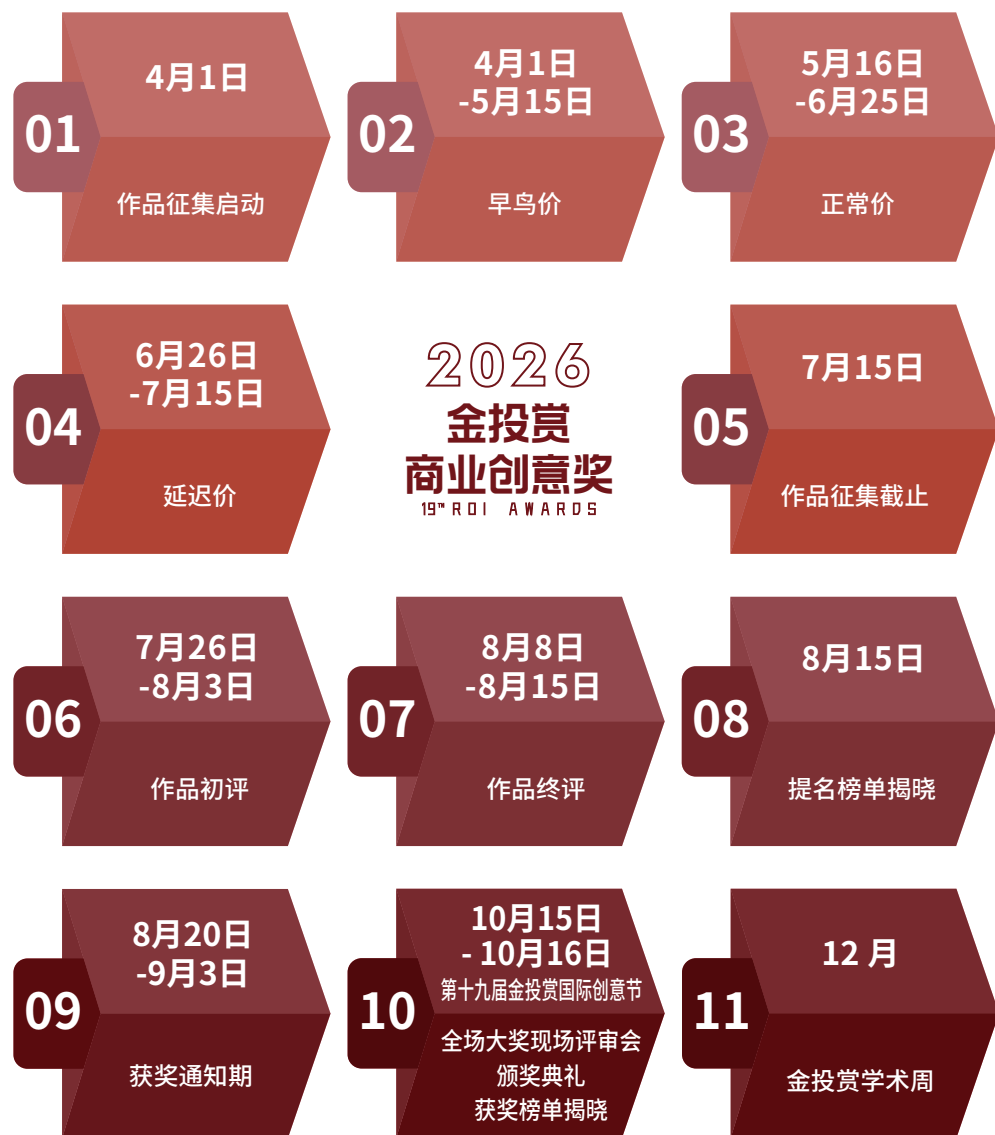 01
4月1日
作品征集启动
02
4月1日
-5月15日
早鸟价
03
5月16日
-6月25日
正常价
04
6月26日
-7月15日
延迟价
2026
金投赏
商业创意奖
19TH ROI AWARDS
05
7月15日
作品征集截止
06
7月26日
-8月3日
作品初评
07
8月8日
-8月15日
作品终评
08
8月15日
提名榜单揭晓
09
8月20日
-9月3日
获奖通知期
10
10月15日
- 10月16日
第十九届金投赏国际创意节
全场大奖现场评审会
颁奖典礼
获奖榜单揭晓
11
12 月
金投赏学术周